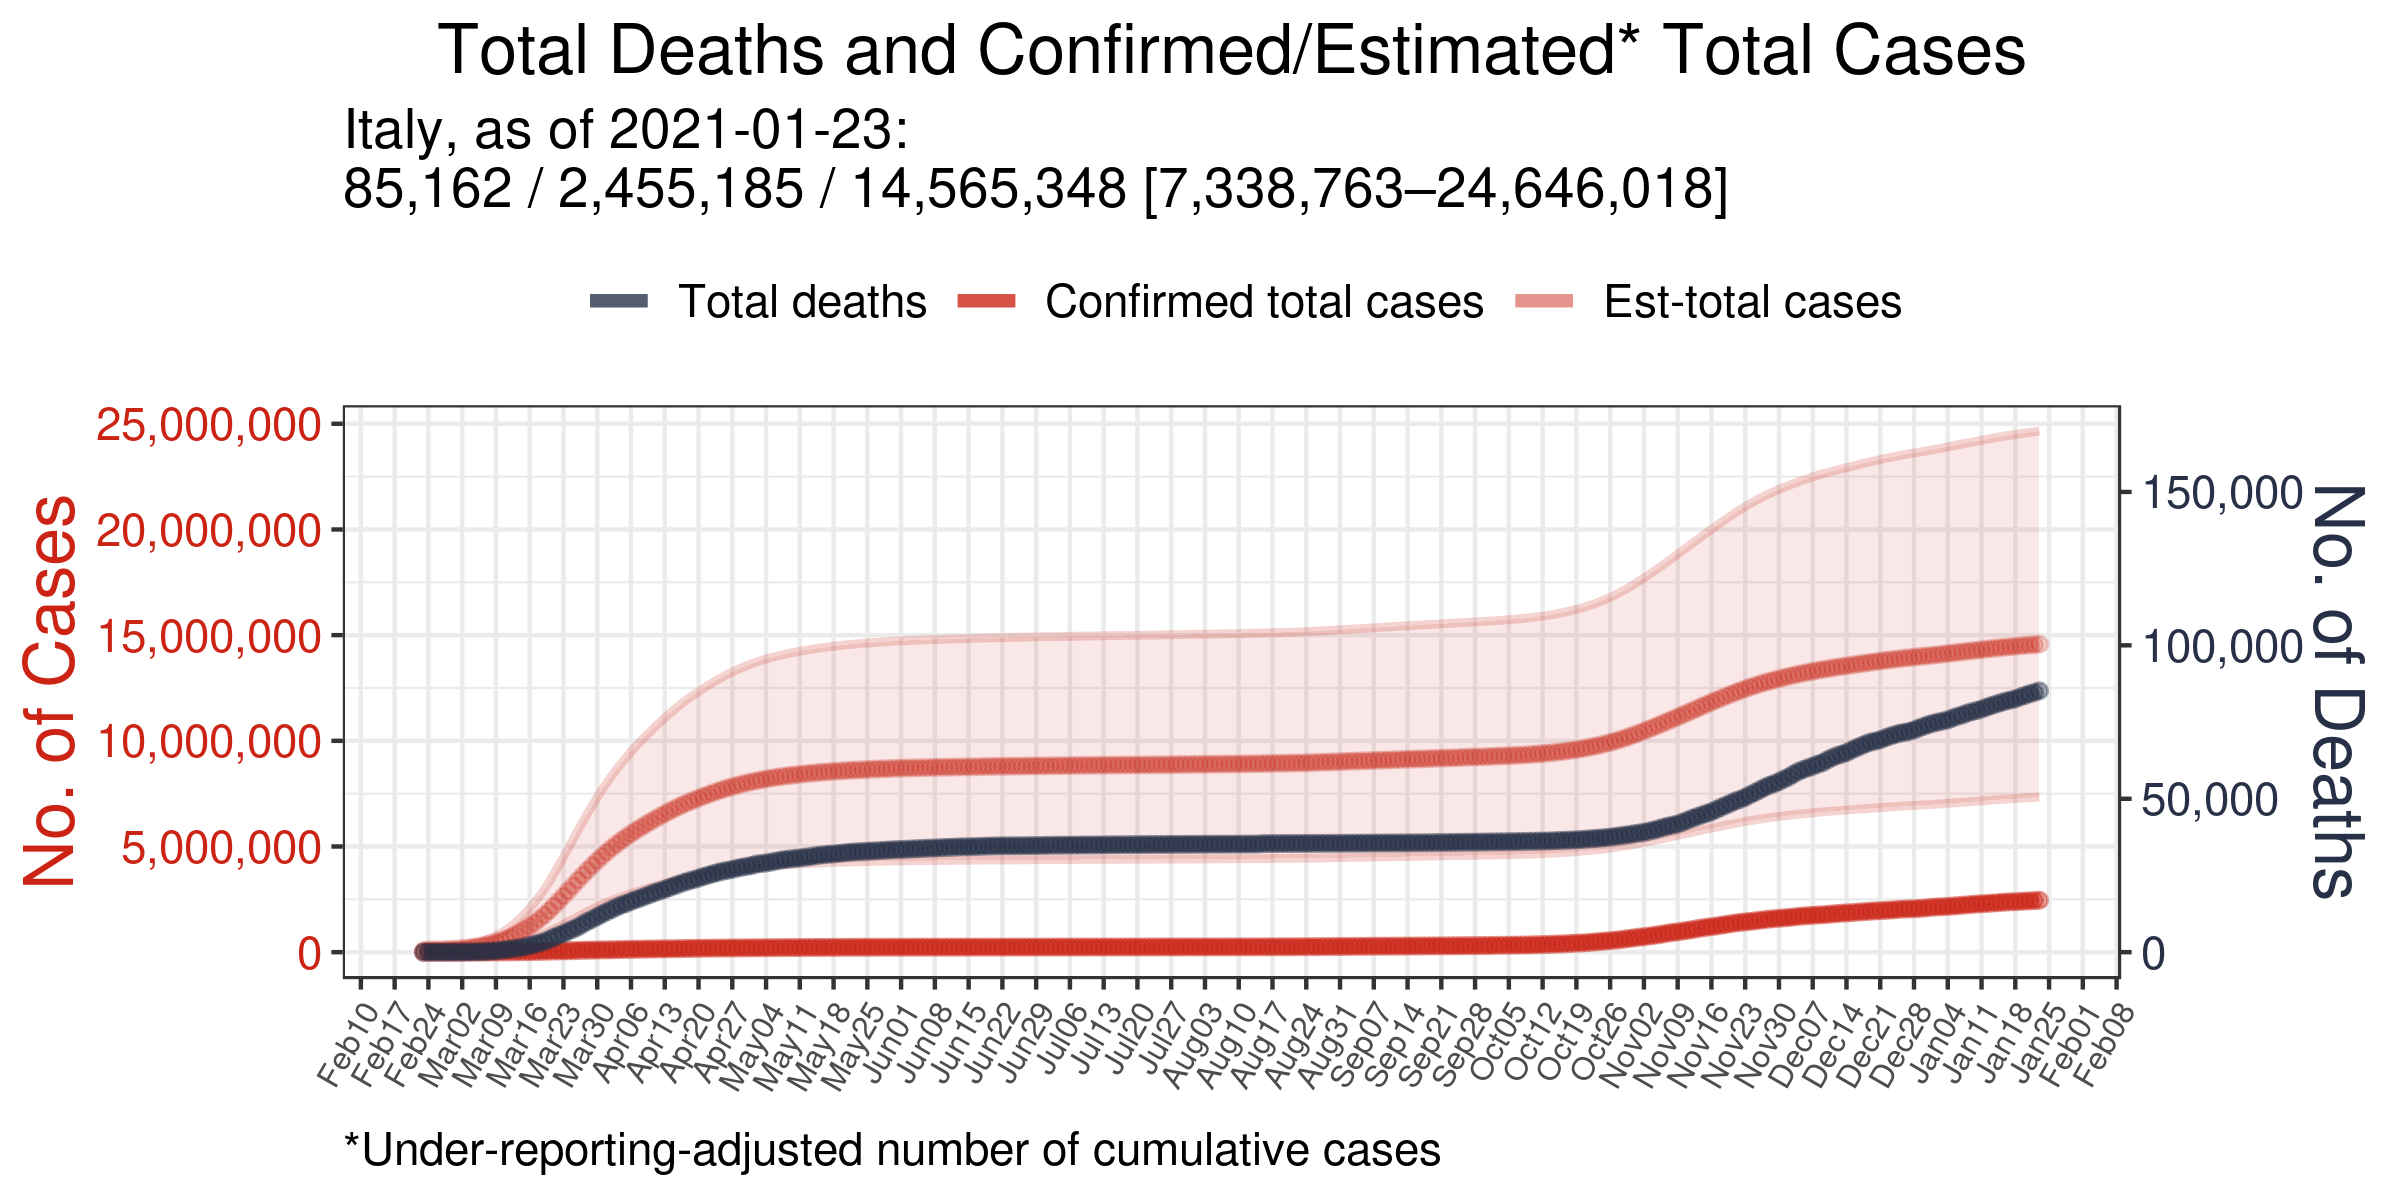 Total Deaths and Confirmed/Estimated* Total Cases
Italy, as of 2021-01-23:
85,162 / 2,455,185 / 14,565,348 [7,338,763–24,646,018]
Total deaths
Confirmed total cases
Est-total cases
No. of Cases
25,000,000
20,000,000
15,000,000
10,000,000
5,000,000
0
150,000
100,000
50,000
0
No. of Deaths
Feb10
Feb17
Feb24
Mar02
Mar09
Mar16
Mar23
Mar30
Apr06
Apr13
Apr20
Apr27
May04
May11
May18
May25
Jun01
Jun08
Jun15
Jun22
Jun29
Jul06
Jul13
Jul20
Jul27
Aug03
Aug10
Aug17
Aug24
Aug31
Sep07
Sep14
Sep21
Sep28
Oct05
Oct12
Oct19
Oct26
Nov02
Nov09
Nov16
Nov23
Nov30
Dec07
Dec14
Dec21
Dec28
Jan04
Jan11
Jan18
Jan25
Feb01
Feb08
*Under-reporting-adjusted number of cumulative cases